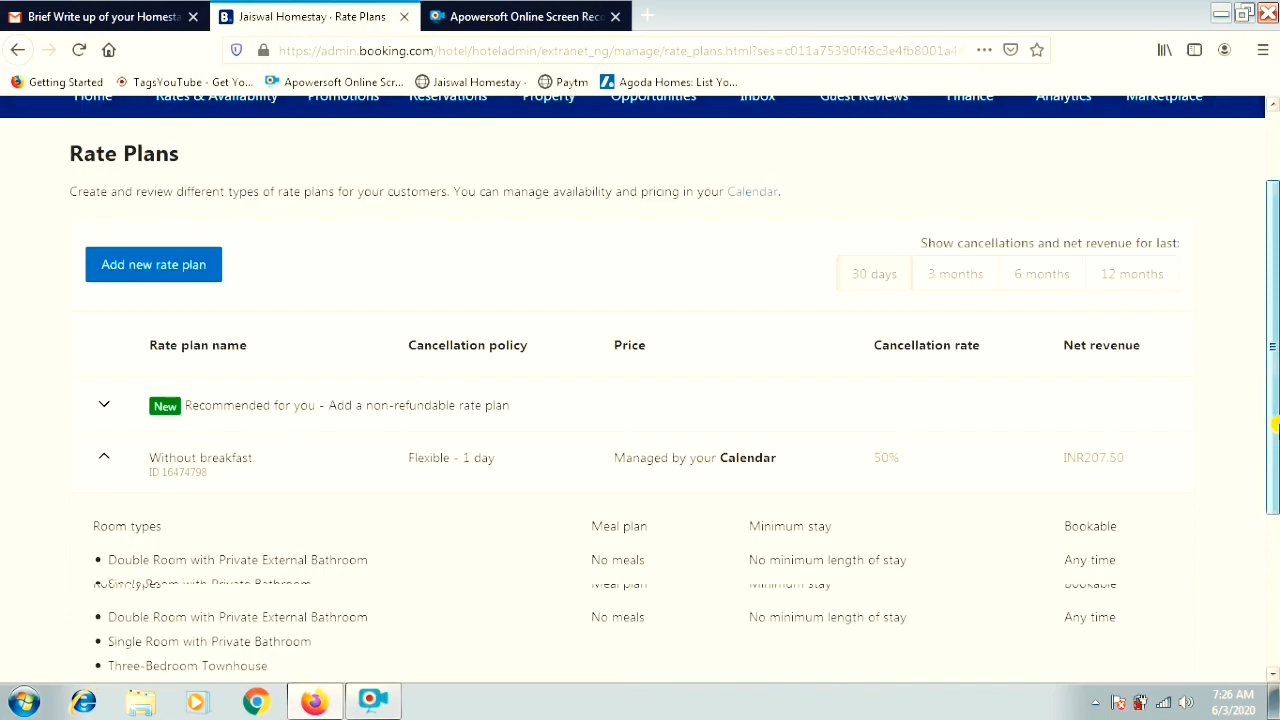 Brief Write up of your Homesta
Jaiswal Homestay · Rate Plans
Apowersoft Online Screen Rec
https://admin.booking.com/hotel/hoteladmin/extranet_ng/manage/rate_plans.html?ses=c011a75390f48c3e4fb8001a4
Getting Started
TagsYouTube - Get Yo...
Apowersoft Online Scr...
Jaiswal Homestay ·
Paytm
Agoda Homes: List Yo...
Home Rates & Availability Promotions Reservations Property Opportunities Inbox Guest Reviews Finance Analytics Marketplace
Rate Plans
Create and review different types of rate plans for your customers. You can manage availability and pricing in your Calendar.
Show cancellations and net revenue for last:
Add new rate plan
30 days 3 months 6 months 12 months
Rate plan name Cancellation policy Price Cancellation rate Net revenue
New Recommended for you - Add a non-refundable rate plan
Without breakfast Flexible - 1 day Managed by your Calendar 50% INR207.50
ID 16474798
Room types Meal plan Minimum stay Bookable
• Double Room with Private External Bathroom No meals No minimum length of stay Any time
Meal plan Minimum stay Bookable
Double Room with Private External Bathroom No meals No minimum length of stay Any time
• Single Room with Private Bathroom
• Three-Bedroom Townhouse
7:26 AM
6/3/2020